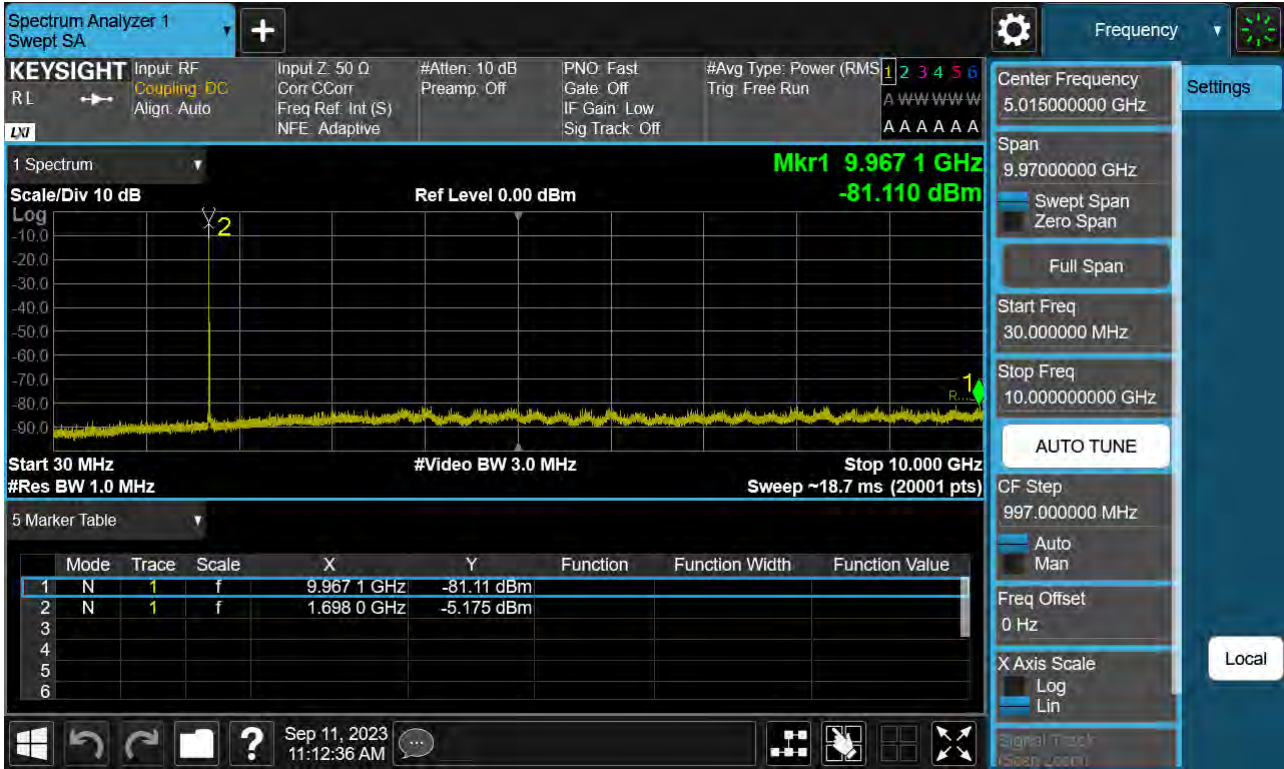 Spectrum Analyzer 1
Swept SA
Frequency
KEYSIGHT
R L
LXI
Input: RF
Coupling: DC
Align: Auto
Input Z: 50 Ω
Corr CCorr
Freq Ref: Int (S)
NFE: Adaptive
#Atten: 10 dB
Preamp: Off
PNO: Fast
Gate: Off
IF Gain: Low
Sig Track: Off
#Avg Type: Power (RMS
Trig: Free Run
1 2 3 4 5 6
A W W W W W
A A A A A A
1 Spectrum
Mkr1 9.967 1 GHz
-81.110 dBm
Scale/Div 10 dB
Ref Level 0.00 dBm
Log
-10.0
-20.0
-30.0
-40.0
-50.0
-60.0
-70.0
-80.0
-90.0
2
1
Start 30 MHz
#Video BW 3.0 MHz
Stop 10.000 GHz
#Res BW 1.0 MHz
Sweep ~18.7 ms (20001 pts)
5 Marker Table
Mode Trace Scale X Y Function Function Width Function Value
1 N 1 f 9.967 1 GHz -81.11 dBm
2 N 1 f 1.698 0 GHz -5.175 dBm
3
4
5
6
Center Frequency
5.015000000 GHz
Span
9.97000000 GHz
Swept Span
Zero Span
Full Span
Start Freq
30.000000 MHz
Stop Freq
10.000000000 GHz
AUTO TUNE
CF Step
997.000000 MHz
Auto
Man
Freq Offset
0 Hz
X Axis Scale
Log
Lin
Signal Track
(Span Zoom)
Settings
Local
?
Sep 11, 2023
11:12:36 AM